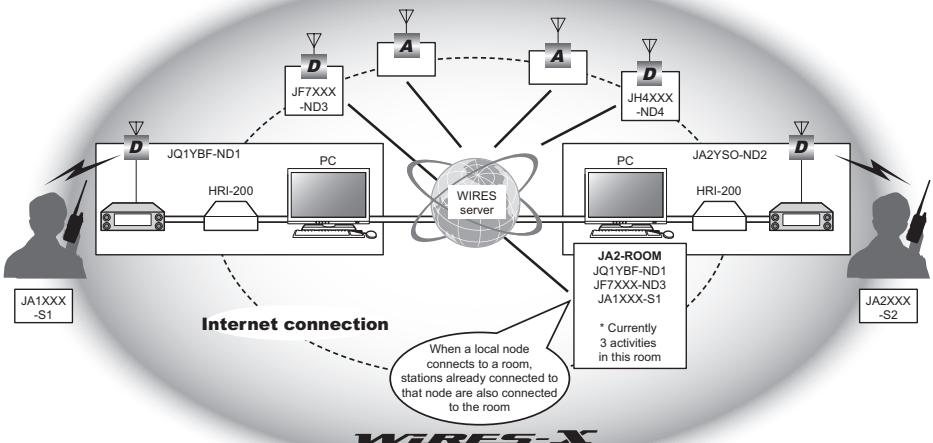 A
A
D
D
JF7XXX
-ND3
JH4XXX
-ND4
D
D
JQ1YBF-ND1
JA2YSO-ND2
PC
PC
HRI-200
HRI-200
WIRES
server
JA1XXX
-S1
JA2XXX
-S2
JA2-ROOM
JQ1YBF-ND1
JF7XXX-ND3
JA1XXX-S1
* Currently
3 activities
in this room
Internet connection
When a local node
connects to a room,
stations already connected to
that node are also connected
to the room
WIRES-X